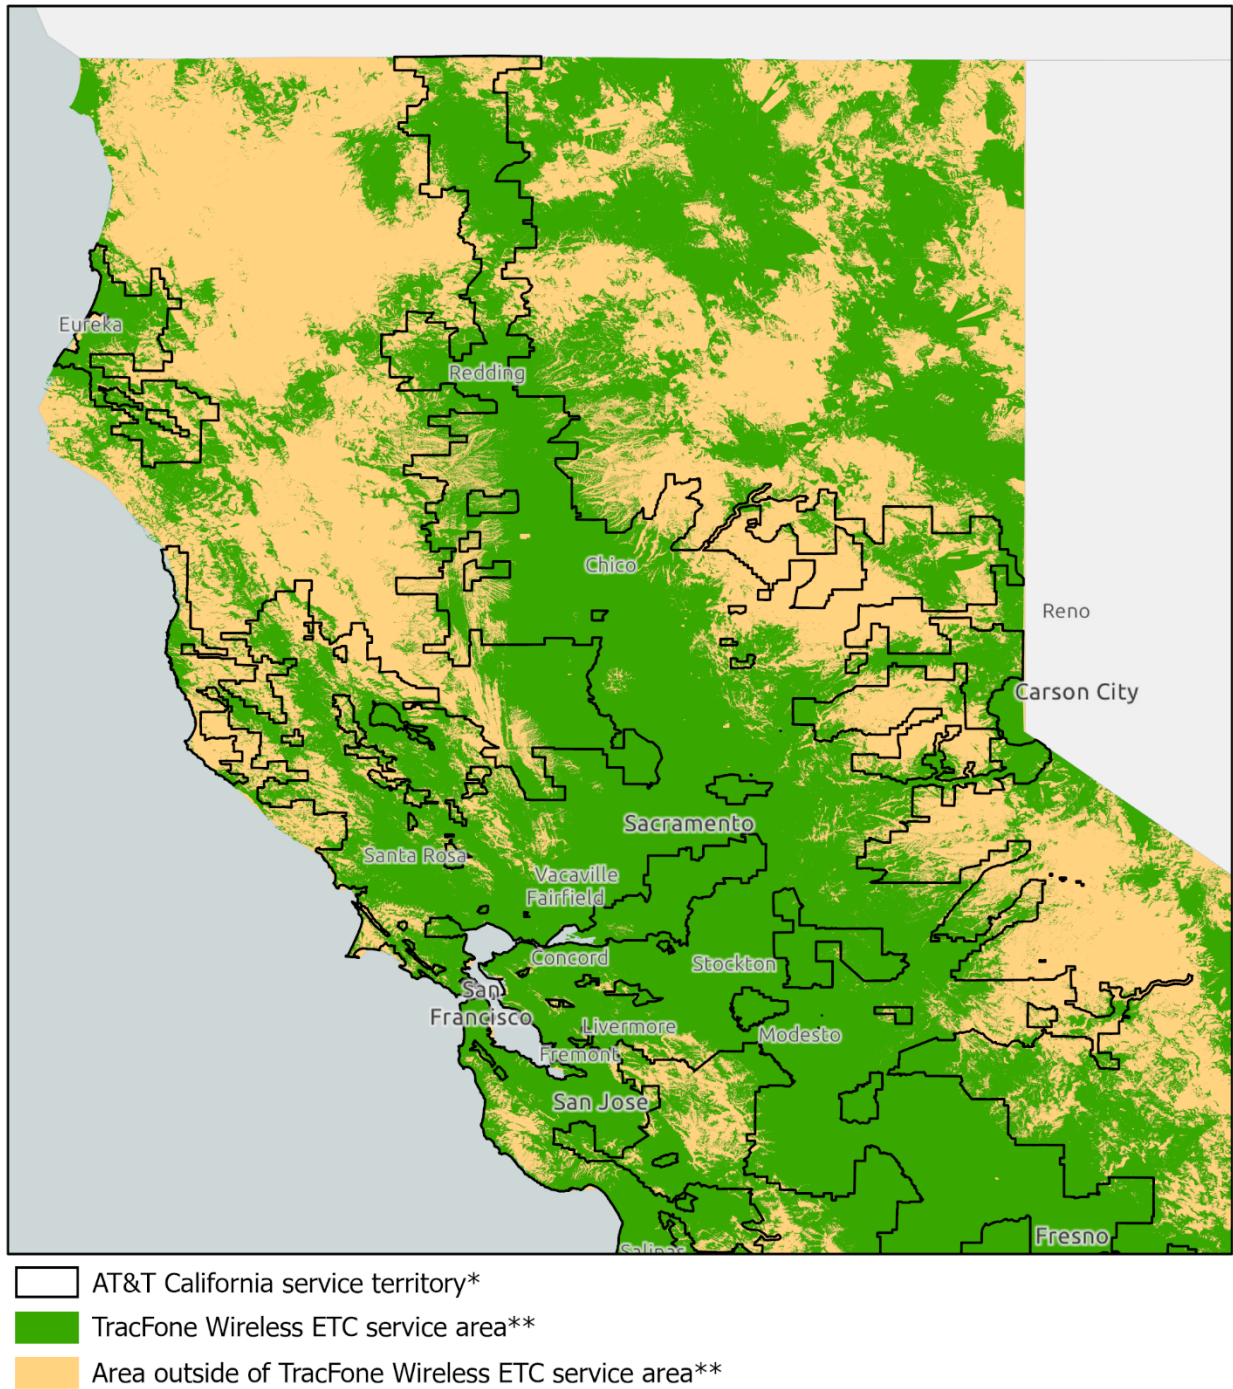 Eureka
Redding
Chico
Reno
Carson City
Sacramento
Santa Rosa
Vacaville
Fairfield
Concord
Stockton
San
Francisco
Livermore
Modesto
Fremont
San Jose
Fresno
Salinas
AT&T California service territory*
TracFone Wireless ETC service area**
Area outside of TracFone Wireless ETC service area**